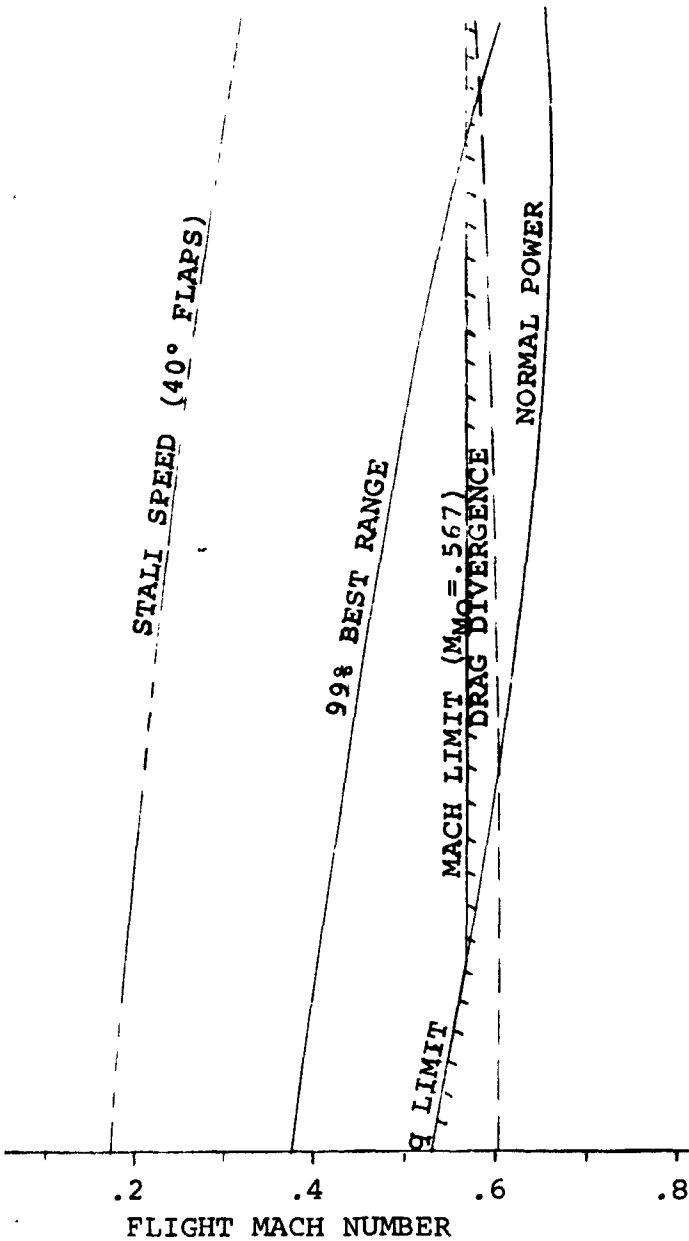 STALI SPEED (40° FLAPS)
99% BEST RANGE
MACH LIMIT (MMO=.567)
DRAG DIVERGENCE
NORMAL POWER
q LIMIT
.2 .4 .6 .8
FLIGHT MACH NUMBER